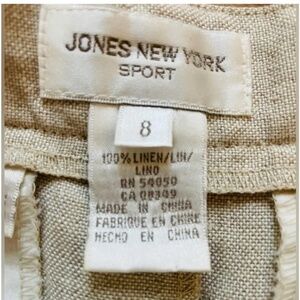 JONES NEW YORK
SPORT
8
100% LINEN/LIN/
LINO
RN 54050
CA 08349
MADE IN CHINA
FABRIQUE EN CHINE
HECHO EN CHINA